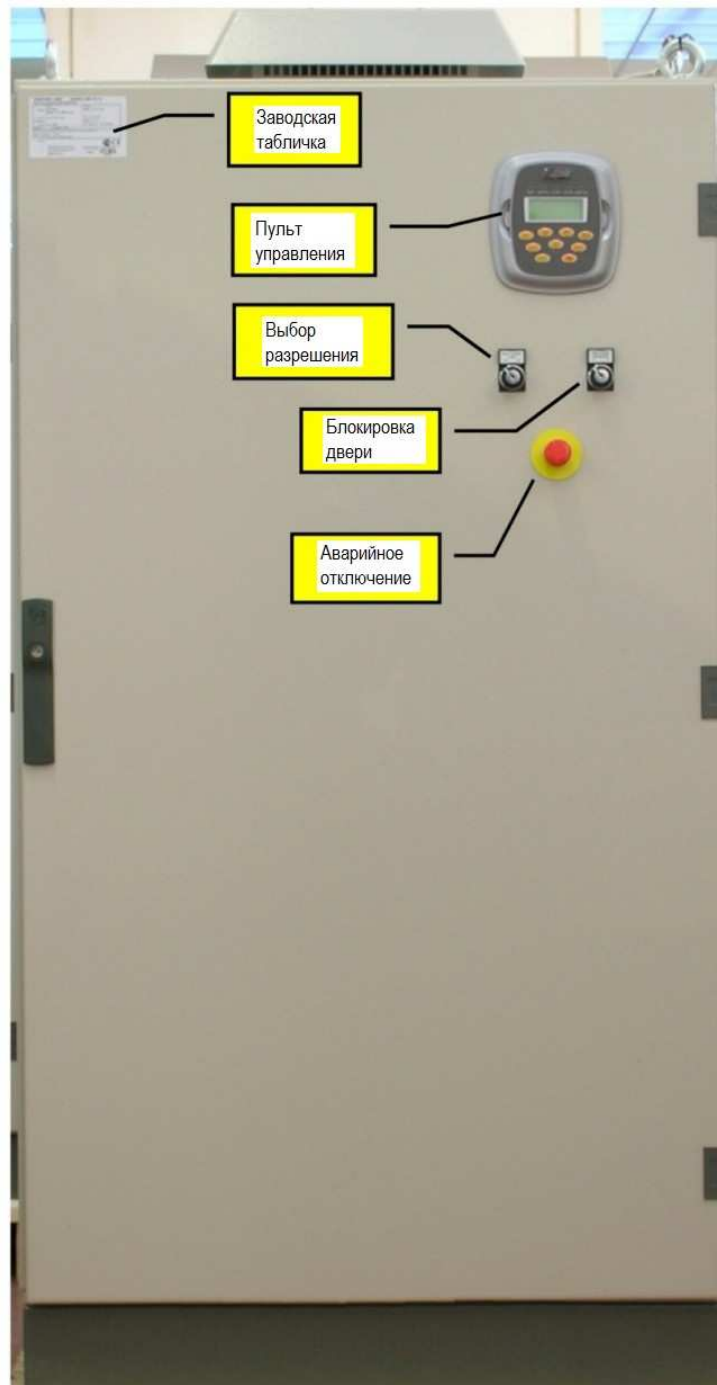 Заводская
табличка
Пульт
управления
Выбор
разрешения
Блокировка
двери
Аварийное
отключение